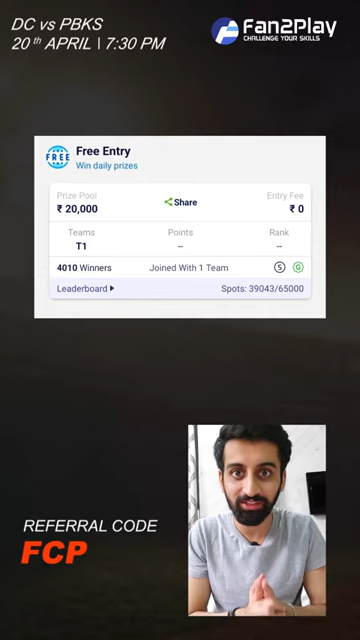 DC vs PBKS
20 th APRIL | 7:30 PM
Fan2Play
CHALLENGE YOUR SKILLS
FREE
Free Entry
Win daily prizes
Prize Pool
Share
Entry Fee
₹ 20,000
₹ 0
Teams
Points
Rank
T1
--
--
4010 Winners
Joined With 1 Team
S
G
Leaderboard
Spots: 39043/65000
REFERRAL CODE
FCP